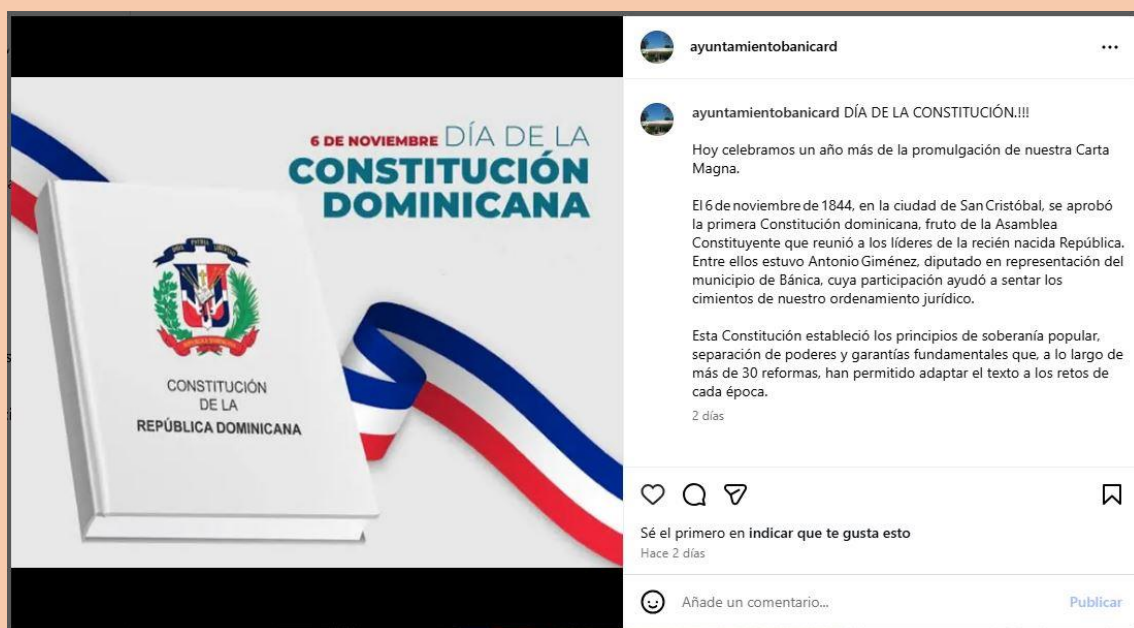 6 DE NOVIEMBRE DÍA DE LA
CONSTITUCIÓN
DOMINICANA
DIOS PATRIA LIBERTAD
REPÚBLICA DOMINICANA
CONSTITUCIÓN
DE LA
REPÚBLICA DOMINICANA
ayuntamientobanicard
ayuntamientobanicard DÍA DE LA CONSTITUCIÓN.!!!
Hoy celebramos un año más de la promulgación de nuestra Carta
Magna.
El 6 de noviembre de 1844, en la ciudad de San Cristóbal, se aprobó
la primera Constitución dominicana, fruto de la Asamblea
Constituyente que reunió a los líderes de la recién nacida República.
Entre ellos estuvo Antonio Giménez, diputado en representación del
municipio de Bánica, cuya participación ayudó a sentar los
cimientos de nuestro ordenamiento jurídico.
Esta Constitución estableció los principios de soberanía popular,
separación de poderes y garantías fundamentales que, a lo largo de
más de 30 reformas, han permitido adaptar el texto a los retos de
cada época.
2 días
Sé el primero en indicar que te gusta esto
Hace 2 días
Añade un comentario...
Publicar